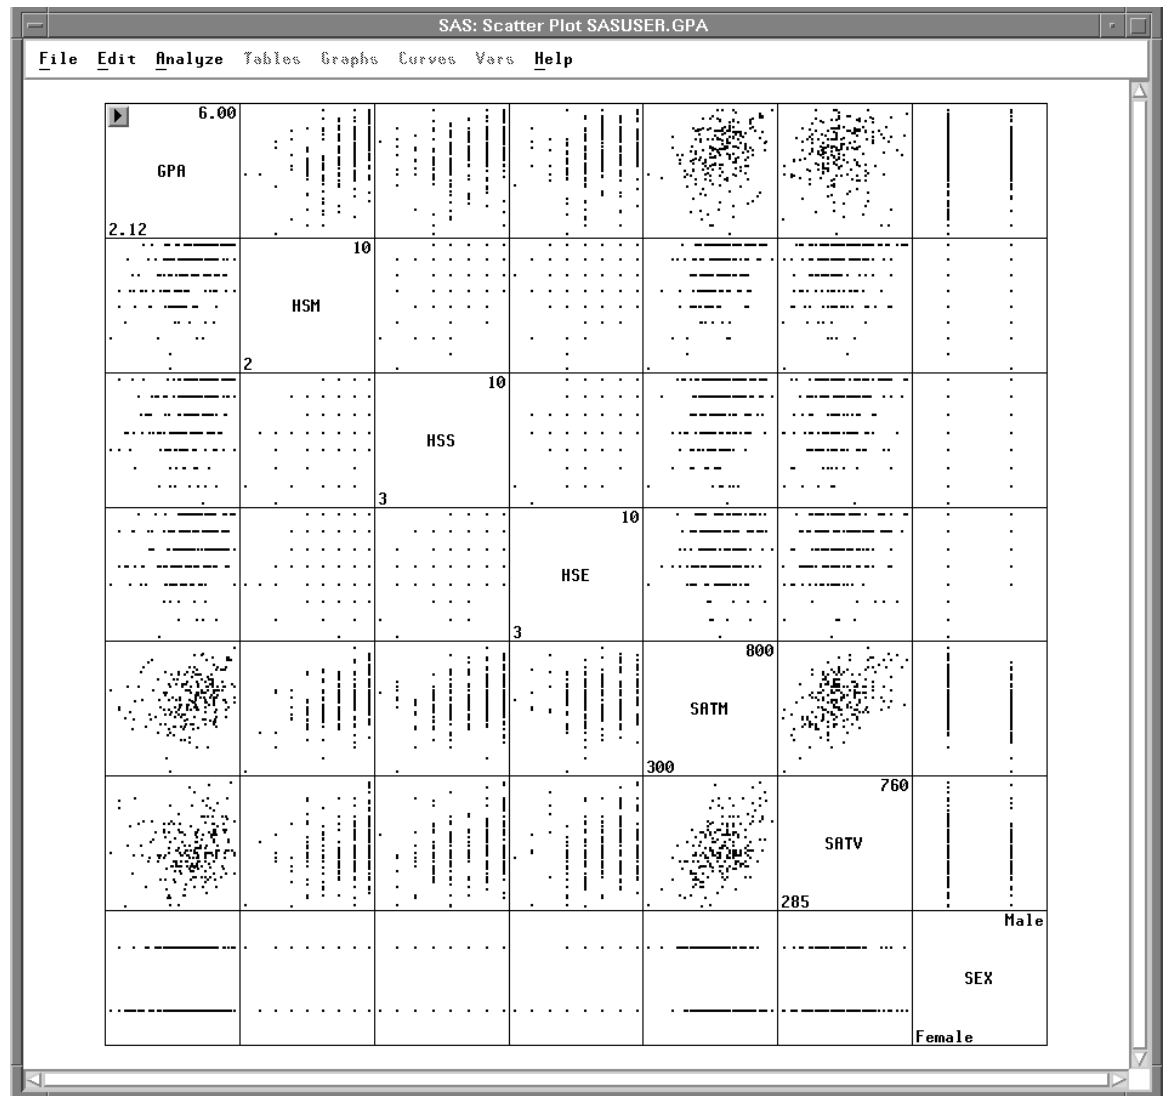 SAS: Scatter Plot SASUSER.GPA
File Edit Analyze Tables Graphs Curves Vars Help
6.00
GPA
2.12
10
HSM
2
10
HSS
3
10
HSE
3
800
SATM
300
760
SATV
285
Male
SEX
Female